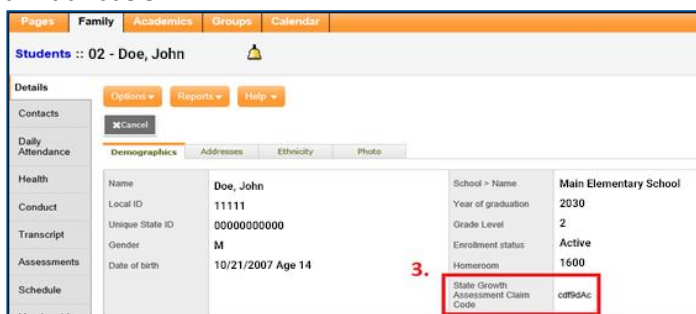 Pages Family Academics Groups Calendar
Students :: 02 - Doe, John
Details
Contacts
Daily
Attendance
Health
Conduct
Transcript
Assessments
Schedule
Options Reports Help
Cancel
Demographics Addresses Ethnicity Photo
Name Doe, John
Local ID 11111
Unique State ID 00000000000
Gender M
Date of birth 10/21/2007 Age 14
School > Name Main Elementary School
Year of graduation 2030
Grade Level 2
Enrollment status Active
Homeroom 1600
3.
State Growth
Assessment Claim
Code
cdf9dAc